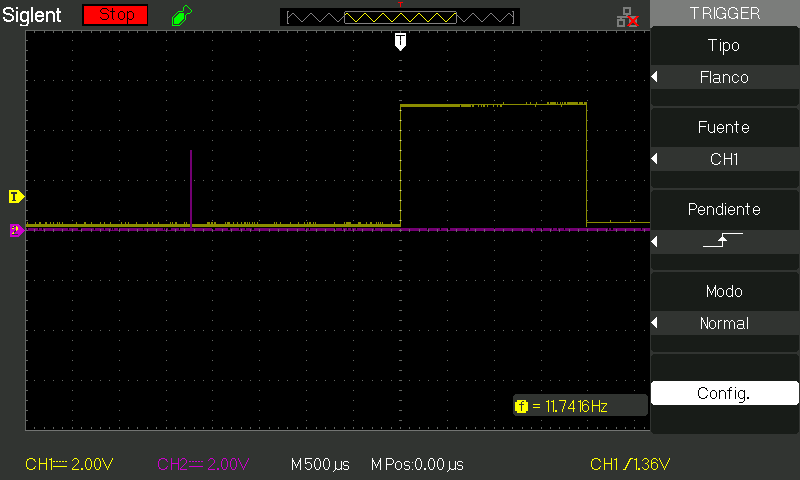 Siglent Stop T TRIGGER
Tipo
Flanco
Fuente
CH1
Pendiente
Modo
Normal
Config.
f = 11.7416Hz
CH1 2.00V CH2 2.00V M 500µs M Pos:0.00µs CH1 1.36V